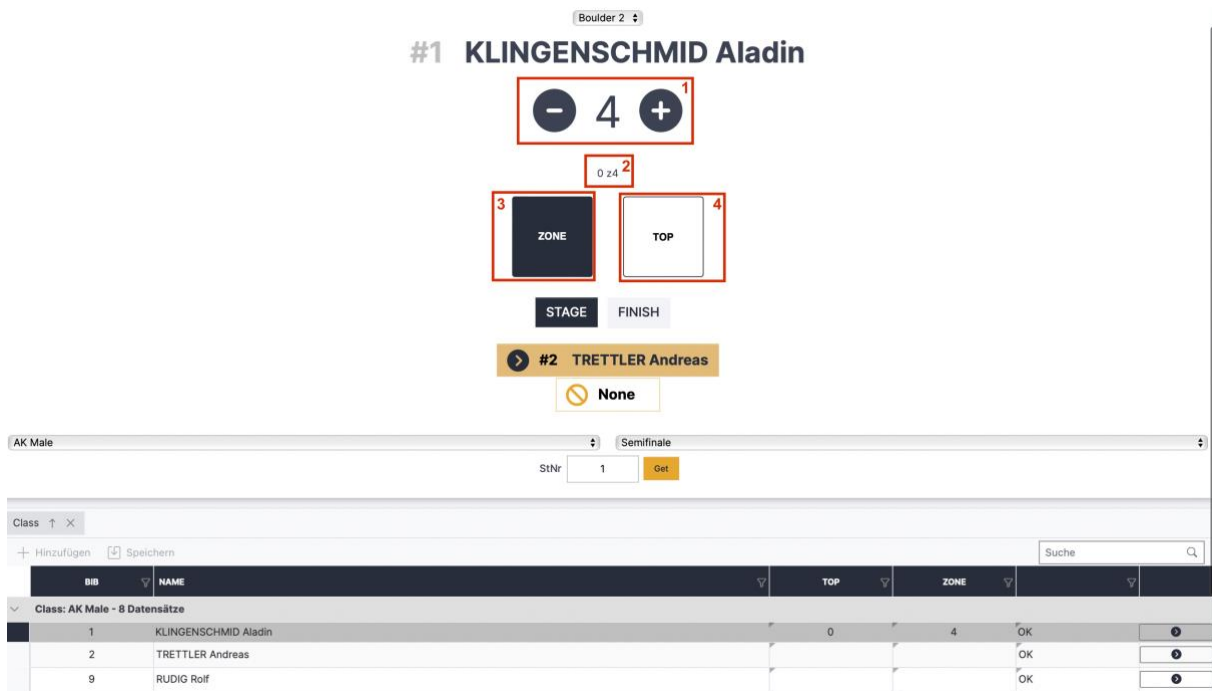 Boulder 2
#1 KLINGENSCHMID Aladin
4 1
0 z4 2
3 ZONE TOP 4
STAGE FINISH
#2 TRETTLER Andreas
None
AK Male Semifinale
StNr 1 Get
Class
Hinzufügen Speichern Suche
BIB NAME TOP ZONE
Class: AK Male - 8 Datensätze
1 KLINGENSCHMID Aladin 0 4 OK
2 TRETTLER Andreas OK
9 RUDIG Rolf OK